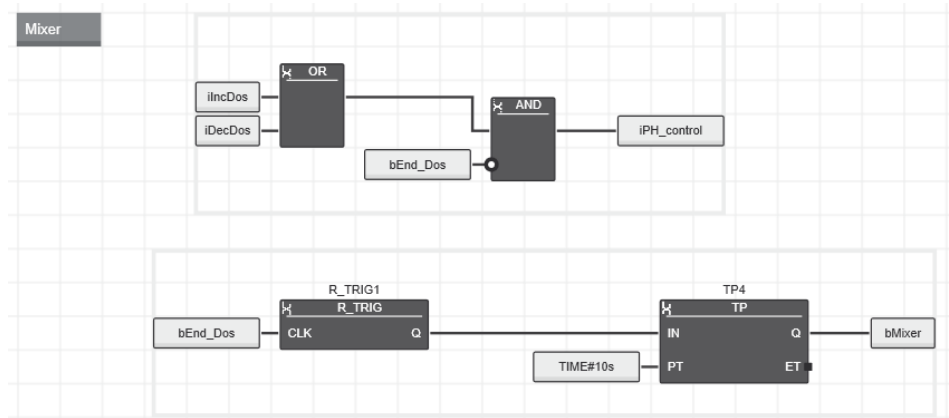 Mixer
OR
iIncDos
iDecDos
AND
bEnd_Dos
iPH_control
R_TRIG1
R_TRIG
bEnd_Dos
CLK
Q
TP4
TP
IN
Q
bMixer
TIME#10s
PT
ET